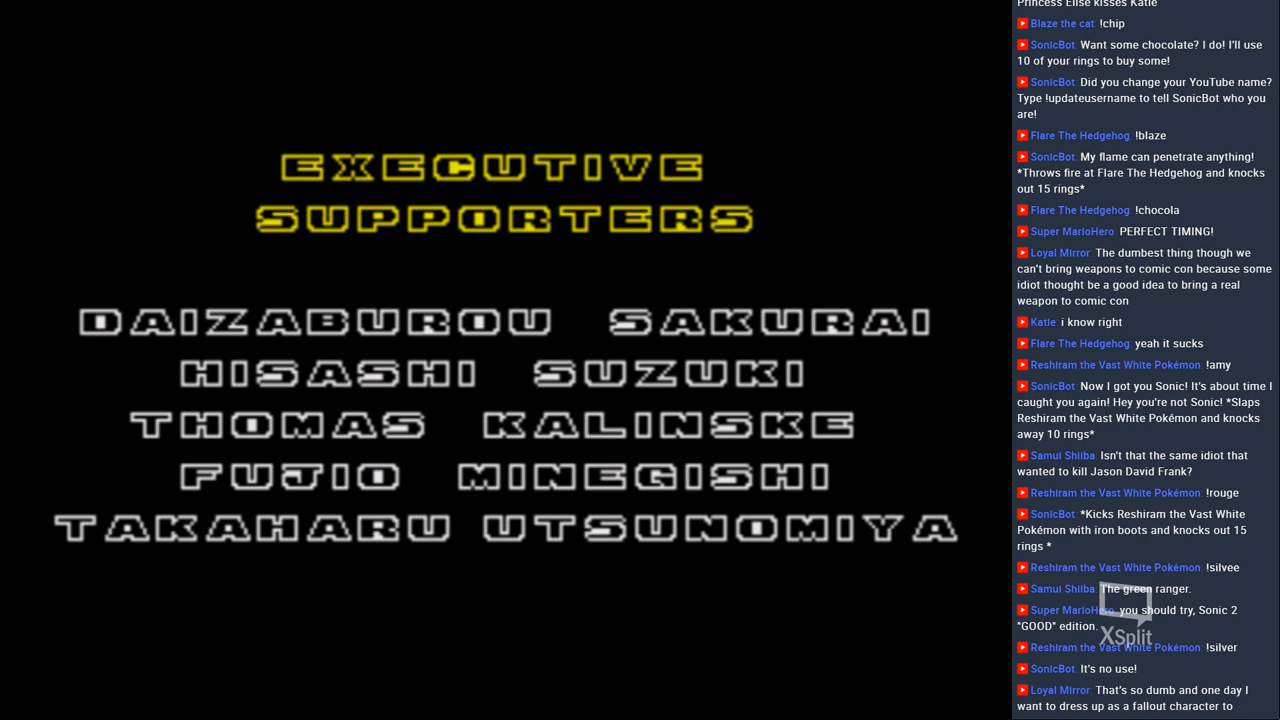 EXECUTIVE
SUPPORTERS
DAIZABUROU SAKURAI
HISASHI SUZUKI
THOMAS KALINSKE
FUJIO MINEGISHI
TAKAHARU UTSUNOMIYA
Princess Elise kisses Katie
Blaze the cat: !chip
SonicBot: Want some chocolate? I do! I'll use
10 of your rings to buy some!
SonicBot: Did you change your YouTube name?
Type !updateusername to tell SonicBot who you
are!
Flare The Hedgehog: !blaze
SonicBot: My flame can penetrate anything!
*Throws fire at Flare The Hedgehog and knocks
out 15 rings*
Flare The Hedgehog: !chocola
Super MarioHero: PERFECT TIMING!
Loyal Mirror: The dumbest thing though we
can't bring weapons to comic con because some
idiot thought be a good idea to bring a real
weapon to comic con
Katie: i know right
Flare The Hedgehog: yeah it sucks
Reshiram the Vast White Pokémon: !amy
SonicBot: Now I got you Sonic! It's about time I
caught you again! Hey you're not Sonic! *Slaps
Reshiram the Vast White Pokémon and knocks
away 10 rings*
Samui Shiiba: Isn't that the same idiot that
wanted to kill Jason David Frank?
Reshiram the Vast White Pokémon: !rouge
SonicBot: *Kicks Reshiram the Vast White
Pokémon with iron boots and knocks out 15
rings *
Reshiram the Vast White Pokémon: !silvee
Samui Shiiba: The green ranger.
Super MarioHero: you should try, Sonic 2
"GOOD" edition.
XSplit
Reshiram the Vast White Pokémon: !silver
SonicBot: It's no use!
Loyal Mirror: That's so dumb and one day I
want to dress up as a fallout character to